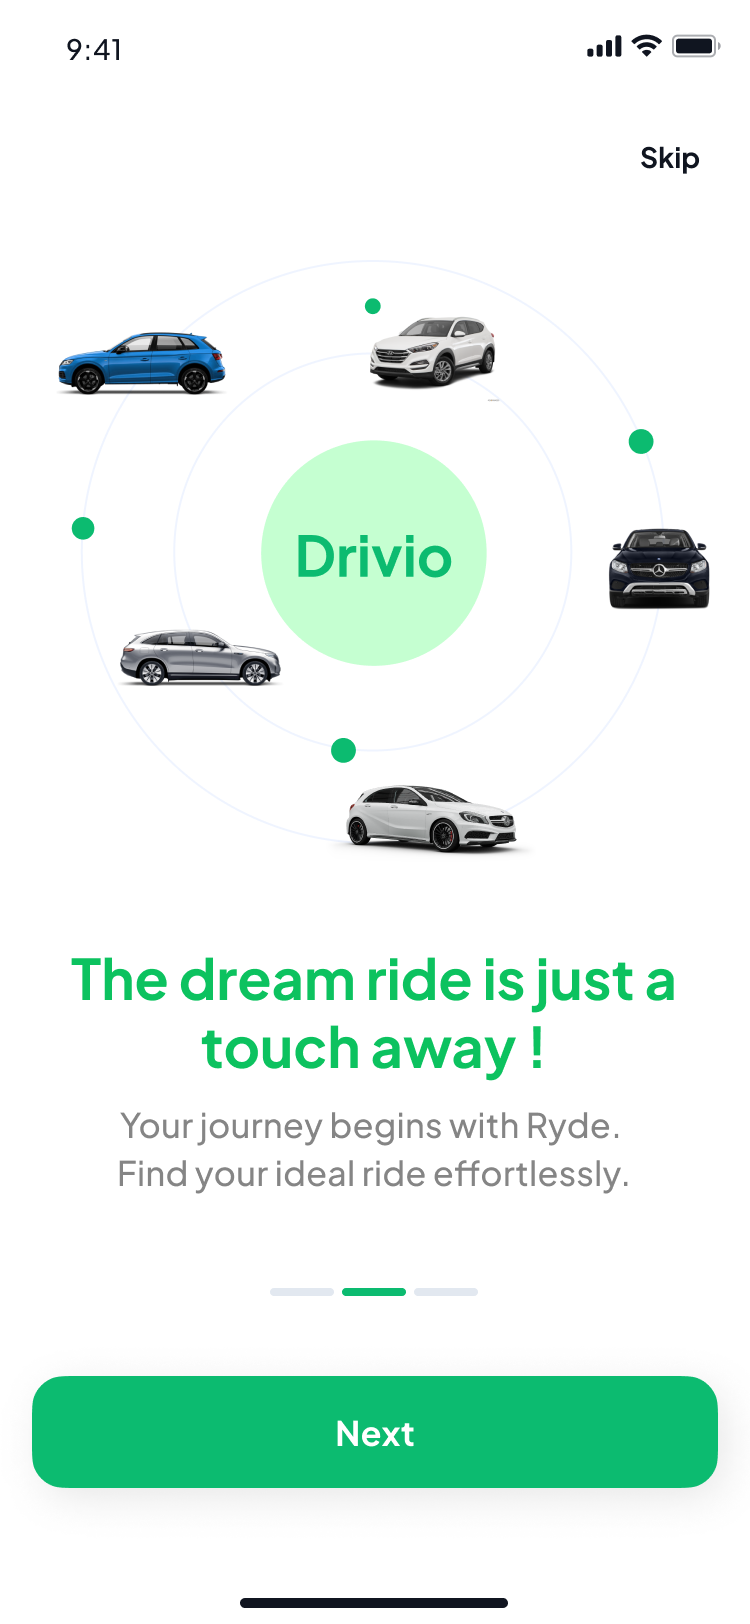 9:41
Skip
Drivio
The dream ride is just a
touch away !
Your journey begins with Ryde.
Find your ideal ride effortlessly.
Next